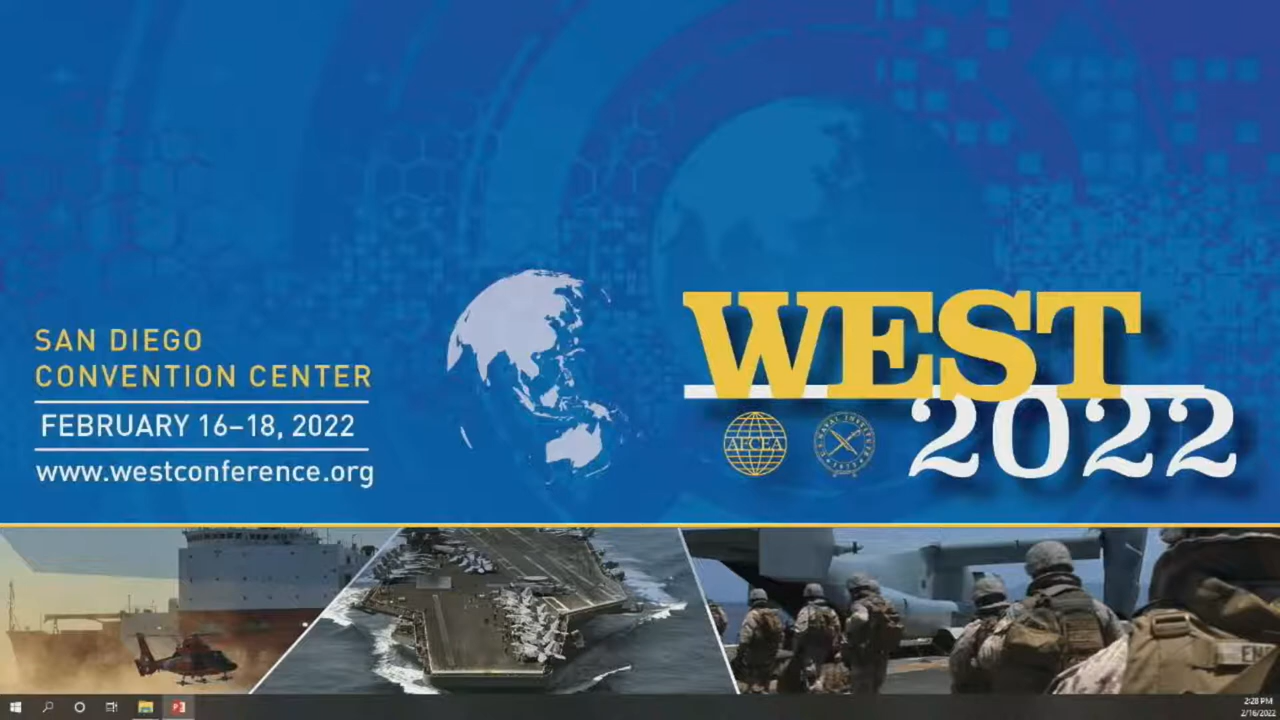 SAN DIEGO
CONVENTION CENTER
FEBRUARY 16–18, 2022
www.westconference.org
WEST
2022
AFCEA
2:28 PM
2/16/2022